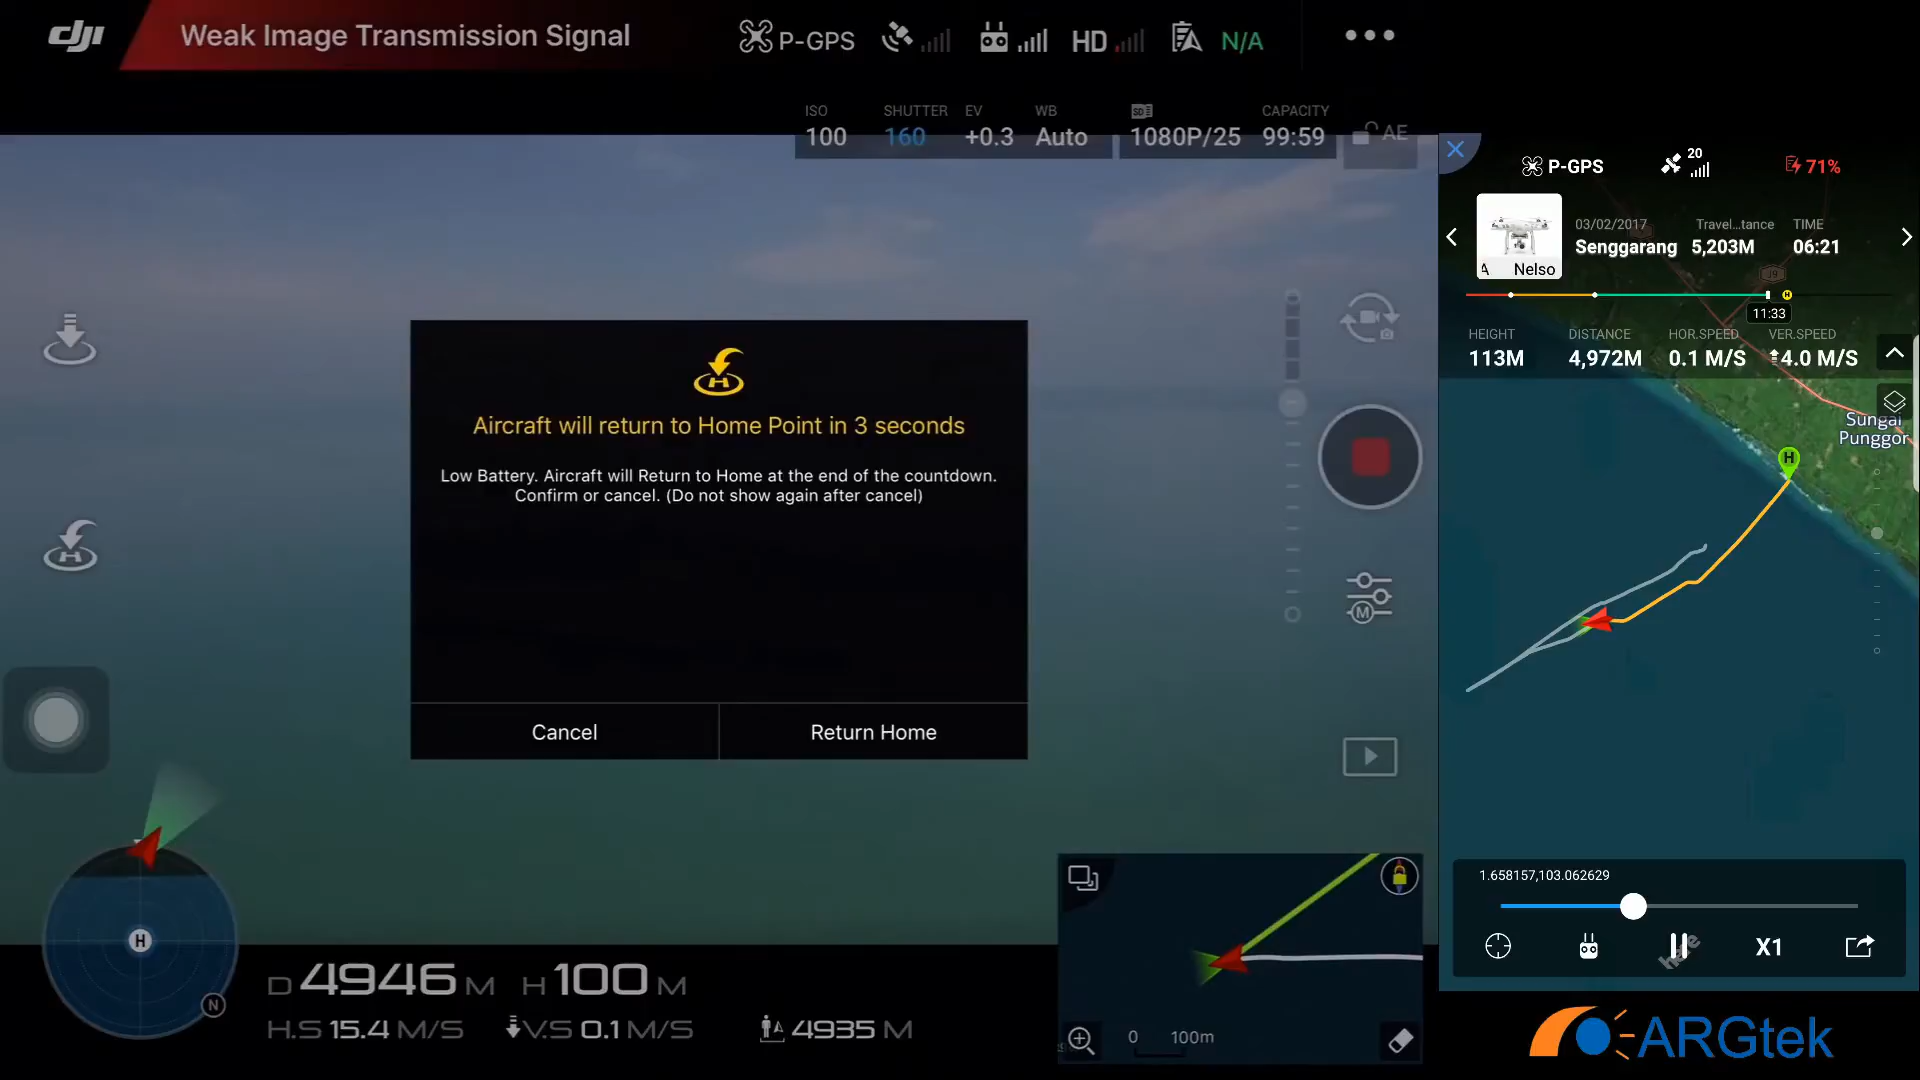 dji
Weak Image Transmission Signal
P-GPS
HD
N/A
ISO
100
SHUTTER
160
EV
+0.3
WB
Auto
SD
1080P/25
CAPACITY
99:59
AE
Aircraft will return to Home Point in 3 seconds
Low Battery. Aircraft will Return to Home at the end of the countdown.
Confirm or cancel. (Do not show again after cancel)
Cancel
Return Home
M
H
N
D 4946 M H 100 M
H.S 15.4 M/S V.S 0.1 M/S 4935 M
0 100m
P-GPS
20
71%
03/02/2017 Travel...tance TIME
Senggarang 5,203M 06:21
A Nelso
H
11:33
HEIGHT DISTANCE HOR.SPEED VER.SPEED
113M 4,972M 0.1 M/S 4.0 M/S
Sungai
Punggor
H
1.658157,103.062629
X1
ARGtek